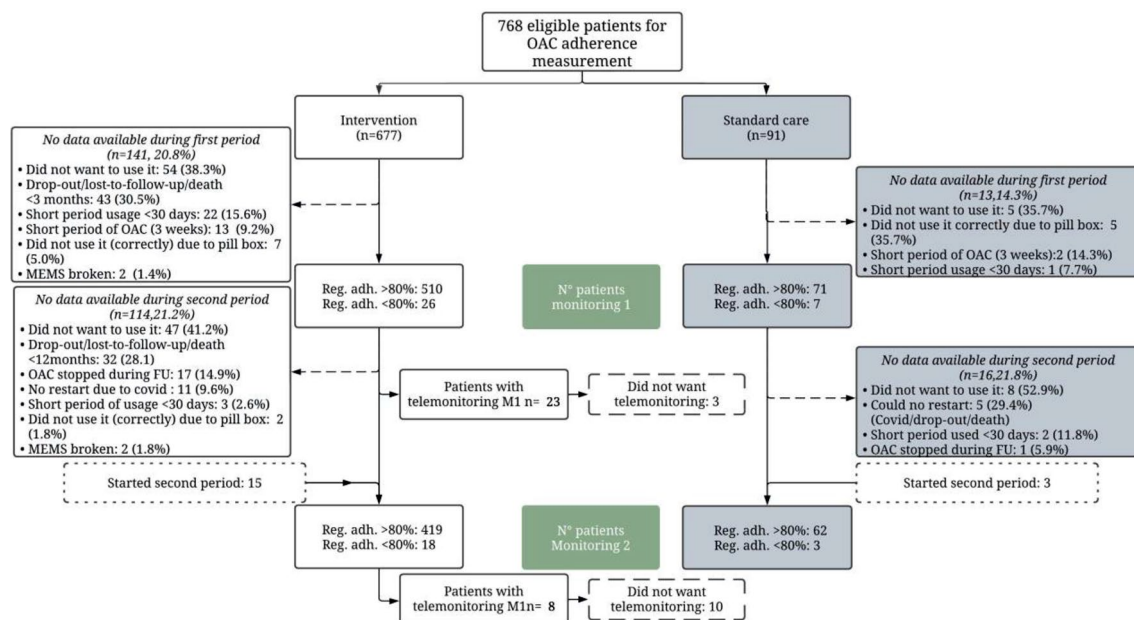 768 eligible patients for
OAC adherence
measurement
Intervention
(n=677)
Standard care
(n=91)
No data available during first period
(n=141, 20.8%)
• Did not want to use it: 54 (38.3%)
• Drop-out/lost-to-follow-up/death
<3 months: 43 (30.5%)
• Short period usage <30 days: 22 (15.6%)
• Short period of OAC (3 weeks): 13 (9.2%)
• Did not use it (correctly) due to pill box: 7
(5.0%)
• MEMS broken: 2 (1.4%)
No data available during first period
(n=13,14.3%)
• Did not want to use it: 5 (35.7%)
• Did not use it correctly due to pill box: 5
(35.7%)
• Short period of OAC (3 weeks):2 (14.3%)
• Short period usage <30 days: 1 (7.7%)
Reg. adh. >80%: 510
Reg. adh. <80%: 26
N° patients
monitoring 1
Reg. adh. >80%: 71
Reg. adh. <80%: 7
No data available during second period
(n=114,21.2%)
• Did not want to use it: 47 (41.2%)
• Drop-out/lost-to-follow-up/death
<12months: 32 (28.1)
• OAC stopped during FU: 17 (14.9%)
• No restart due to covid : 11 (9.6%)
• Short period of usage <30 days: 3 (2.6%)
• Did not use it (correctly) due to pill box: 2
(1.8%)
• MEMS broken: 2 (1.8%)
Patients with
telemonitoring M1 n= 23
Did not want
telemonitoring: 3
No data available during second period
(n=16,21.8%)
• Did not want to use it: 8 (52.9%)
• Could no restart: 5 (29.4%)
(Covid/drop-out/death)
• Short period used <30 days: 2 (11.8%)
• OAC stopped during FU: 1 (5.9%)
Started second period: 15
Started second period: 3
Reg. adh. >80%: 419
Reg. adh. <80%: 18
N° patients
Monitoring 2
Reg. adh. >80%: 62
Reg. adh. <80%: 3
Patients with
telemonitoring M1n= 8
Did not want
telemonitoring: 10